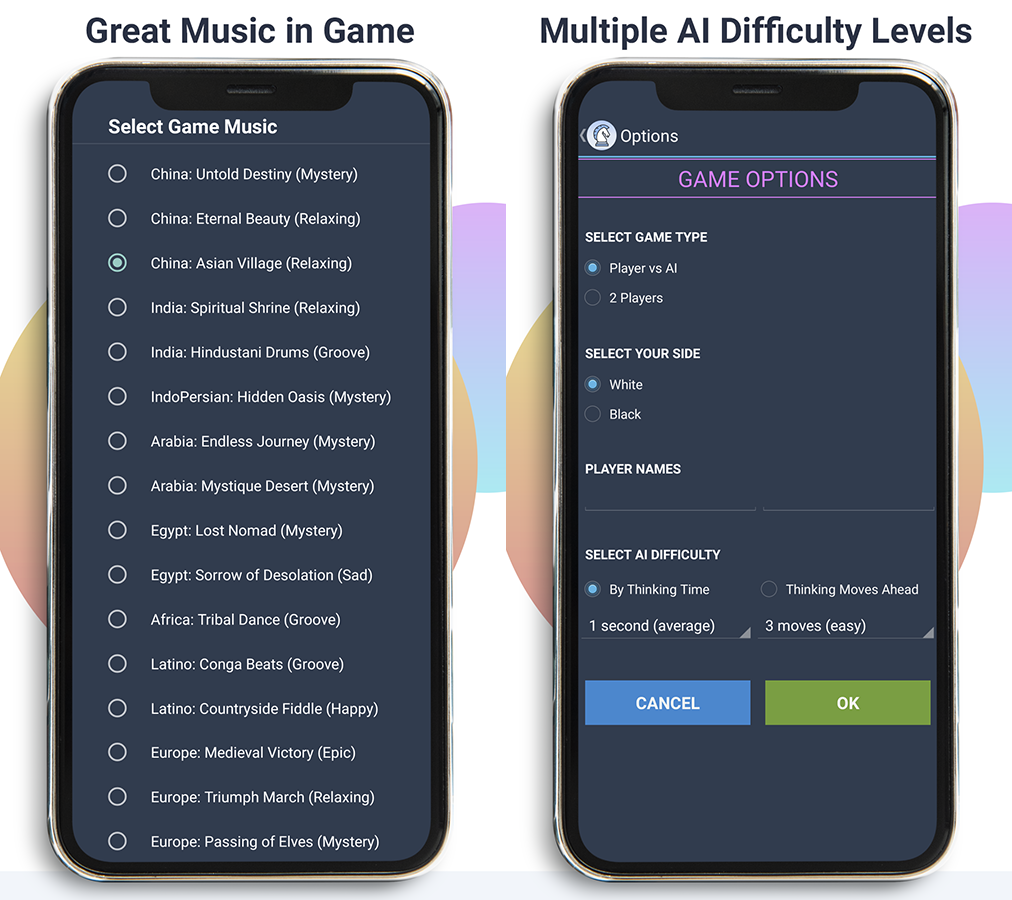 Great Music in Game
Select Game Music
China: Untold Destiny (Mystery)
China: Eternal Beauty (Relaxing)
China: Asian Village (Relaxing)
India: Spiritual Shrine (Relaxing)
India: Hindustani Drums (Groove)
IndoPersian: Hidden Oasis (Mystery)
Arabia: Endless Journey (Mystery)
Arabia: Mystique Desert (Mystery)
Egypt: Lost Nomad (Mystery)
Egypt: Sorrow of Desolation (Sad)
Africa: Tribal Dance (Groove)
Latino: Conga Beats (Groove)
Latino: Countryside Fiddle (Happy)
Europe: Medieval Victory (Epic)
Europe: Triumph March (Relaxing)
Europe: Passing of Elves (Mystery)
Multiple AI Difficulty Levels
Options
GAME OPTIONS
SELECT GAME TYPE
Player vs AI
2 Players
SELECT YOUR SIDE
White
Black
PLAYER NAMES
SELECT AI DIFFICULTY
By Thinking Time Thinking Moves Ahead
1 second (average) 3 moves (easy)
CANCEL OK